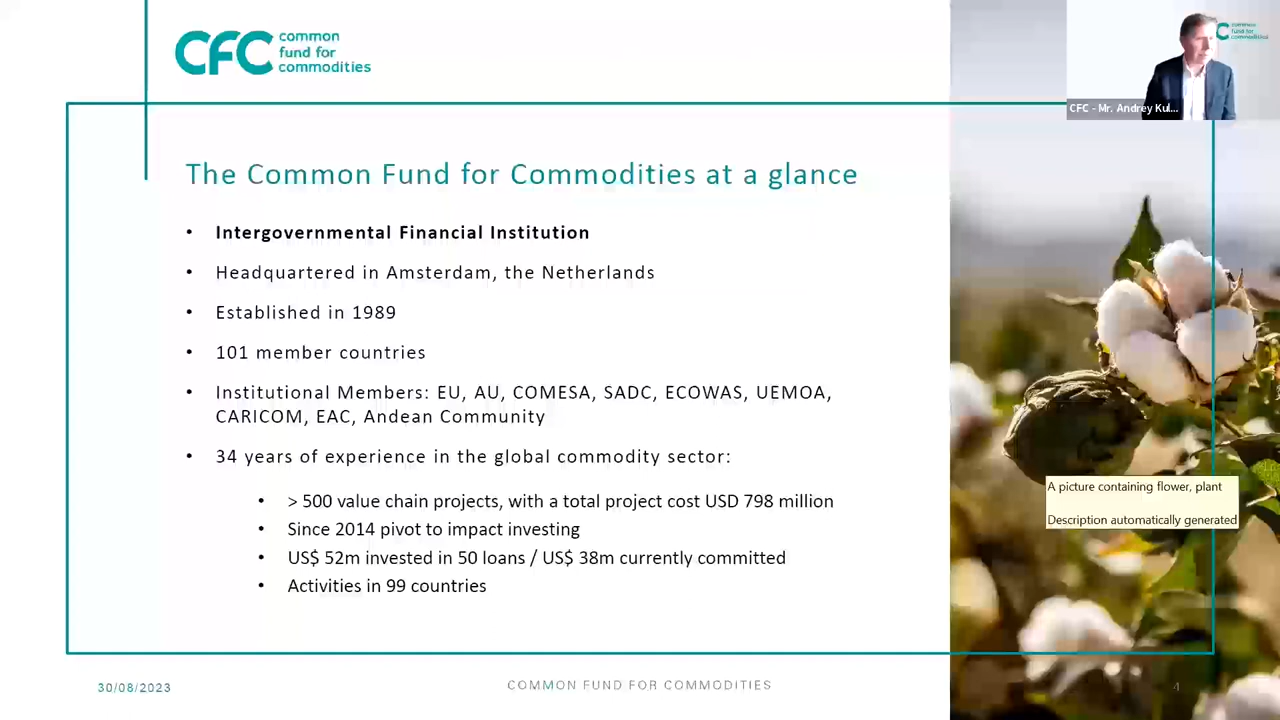 CFC common
fund for
commodities
common
fund for
commodities
CFC - Mr. Andrey Kul...
The Common Fund for Commodities at a glance
• Intergovernmental Financial Institution
• Headquartered in Amsterdam, the Netherlands
• Established in 1989
• 101 member countries
• Institutional Members: EU, AU, COMESA, SADC, ECOWAS, UEMOA,
CARICOM, EAC, Andean Community
• 34 years of experience in the global commodity sector:
• > 500 value chain projects, with a total project cost USD 798 million
• Since 2014 pivot to impact investing
• US$ 52m invested in 50 loans / US$ 38m currently committed
• Activities in 99 countries
A picture containing flower, plant
Description automatically generated
30/08/2023
COMMON FUND FOR COMMODITIES
4